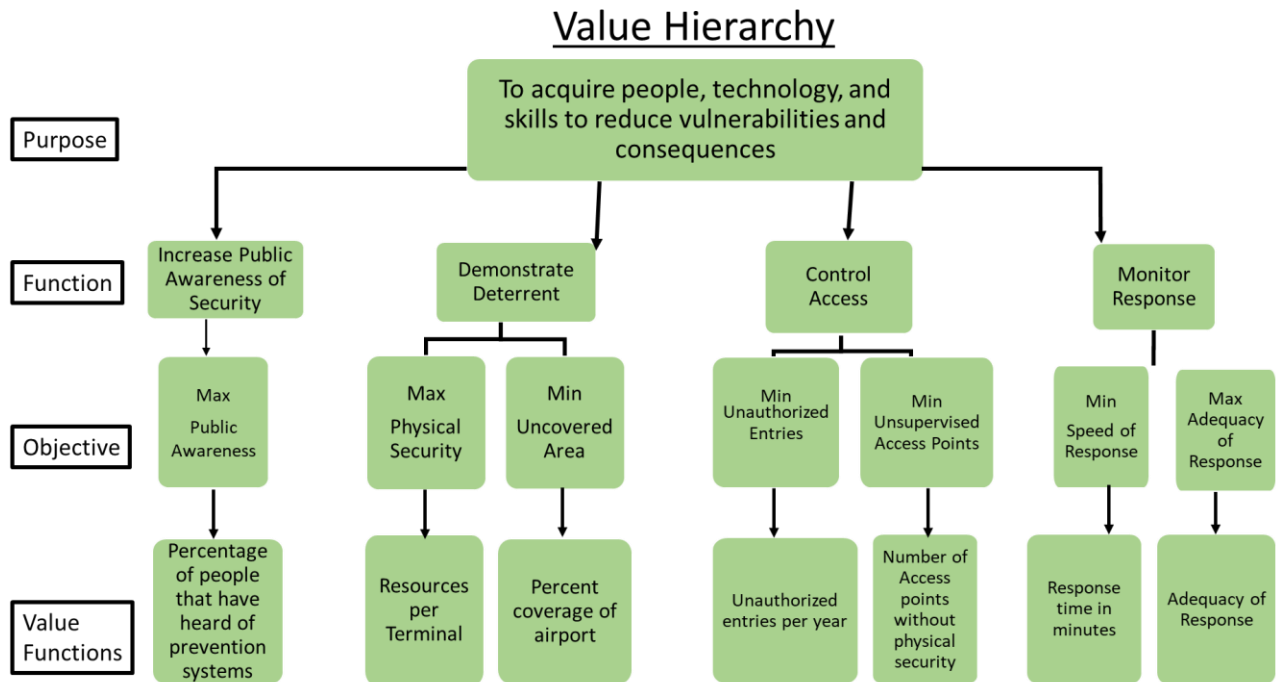 Value Hierarchy
Purpose
To acquire people, technology, and
skills to reduce vulnerabilities and
consequences
Function
Increase Public
Awareness of
Security
Demonstrate
Deterrent
Control
Access
Monitor
Response
Objective
Max
Public
Awareness
Max
Physical
Security
Min
Uncovered
Area
Min
Unauthorized
Entries
Min
Unsupervised
Access Points
Min
Speed of
Response
Max
Adequacy
of
Response
Value
Functions
Percentage
of people
that have
heard of
prevention
systems
Resources
per
Terminal
Percent
coverage of
airport
Unauthorized
entries per year
Number of
Access
points
without
physical
security
Response
time in
minutes
Adequacy of
Response